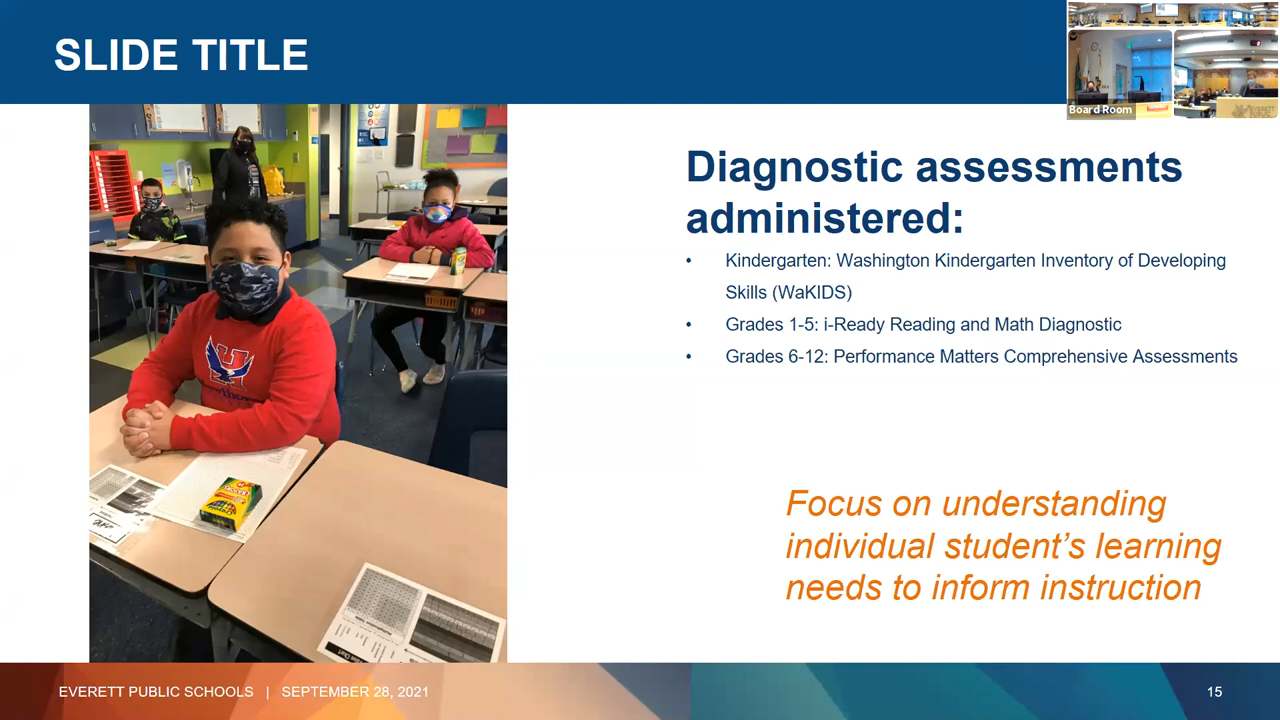 SLIDE TITLE
Board Room
Diagnostic assessments
administered:
• Kindergarten: Washington Kindergarten Inventory of Developing
Skills (WaKIDS)
• Grades 1-5: i-Ready Reading and Math Diagnostic
• Grades 6-12: Performance Matters Comprehensive Assessments
Focus on understanding
individual student’s learning
needs to inform instruction
H
Crayola
EVERETT PUBLIC SCHOOLS | SEPTEMBER 28, 2021
15